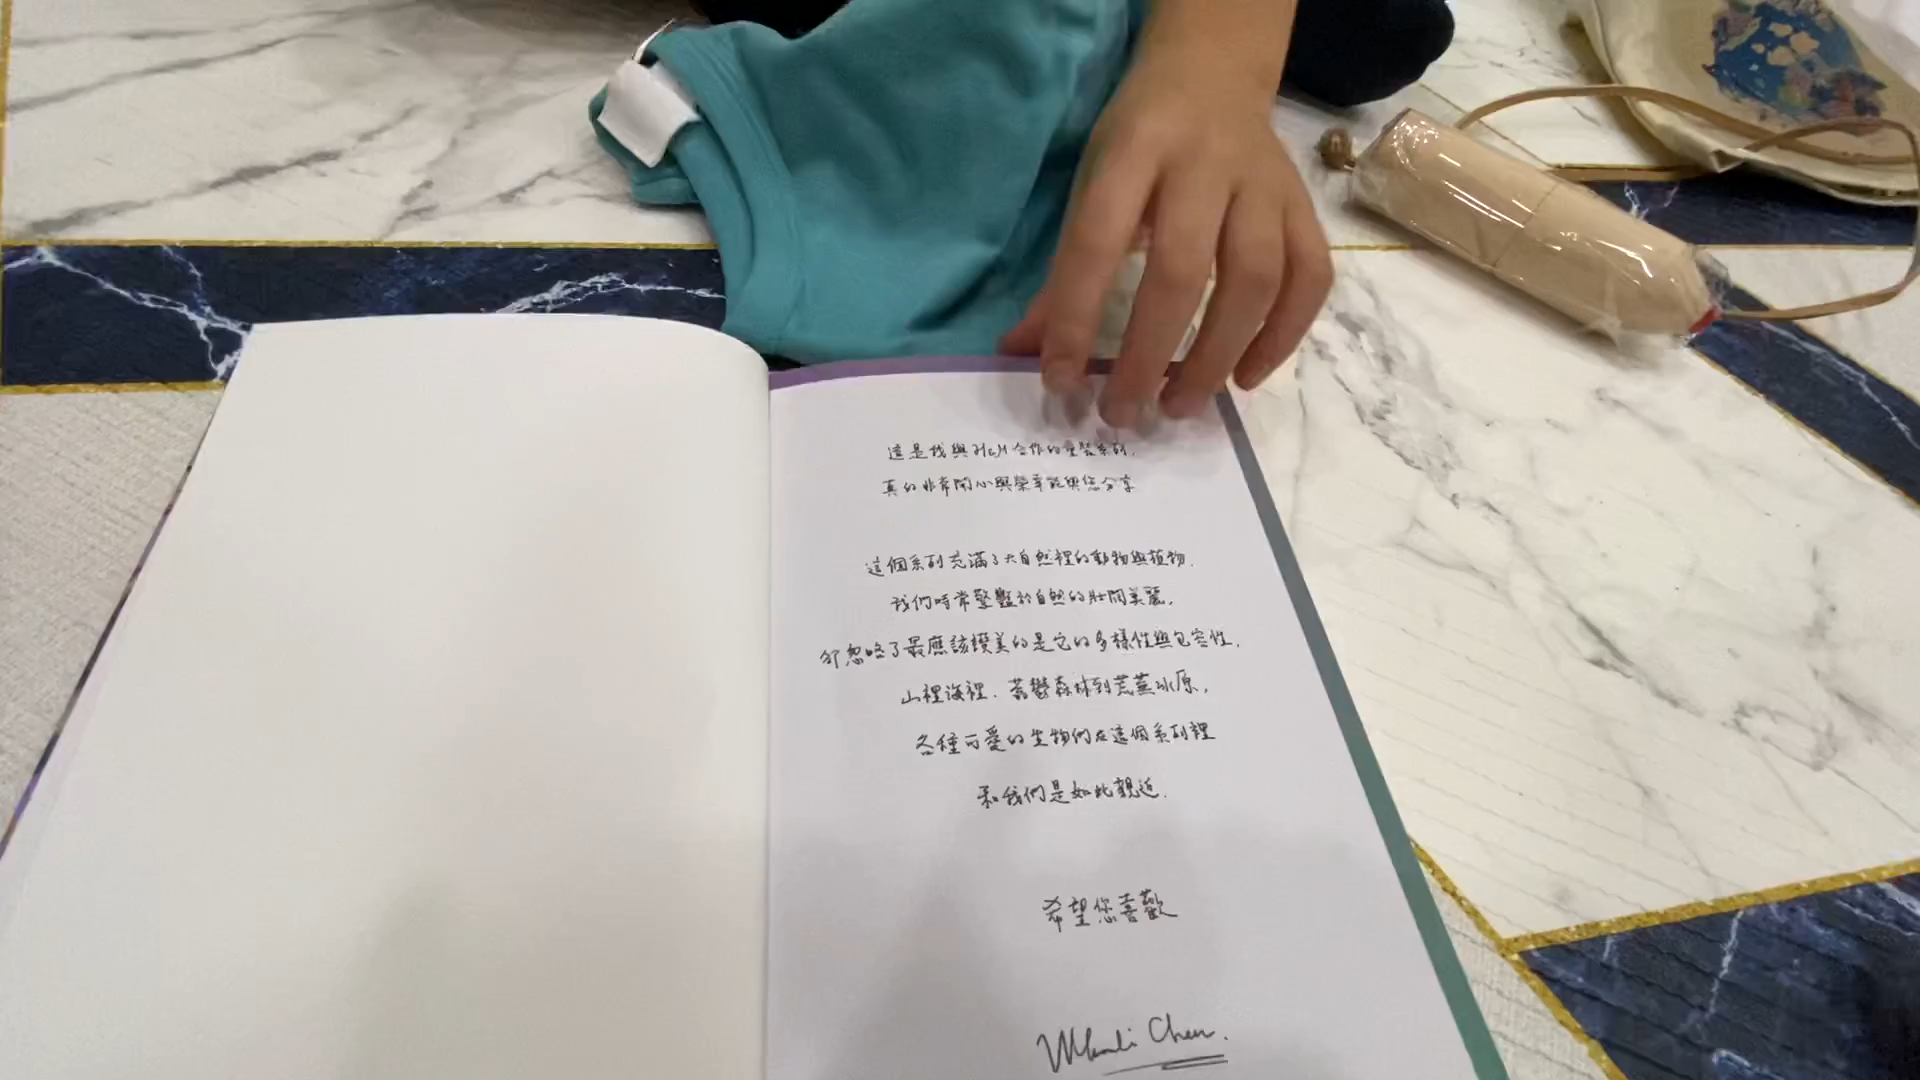 這是我與H&M合作的童裝系列,
真的非常開心與榮幸能與您分享
這個系列充滿了大自然裡的動物與植物.
我們時常驚豔於自然的壯闊美麗,
卻忽略了最應該讚美的是它的多樣性與包容性.
山裡海裡、蓊鬱森林到荒蕪冰原,
各種可愛的生物們在這個系列裡
和我們是如此親近.
希望您喜歡
Chen.